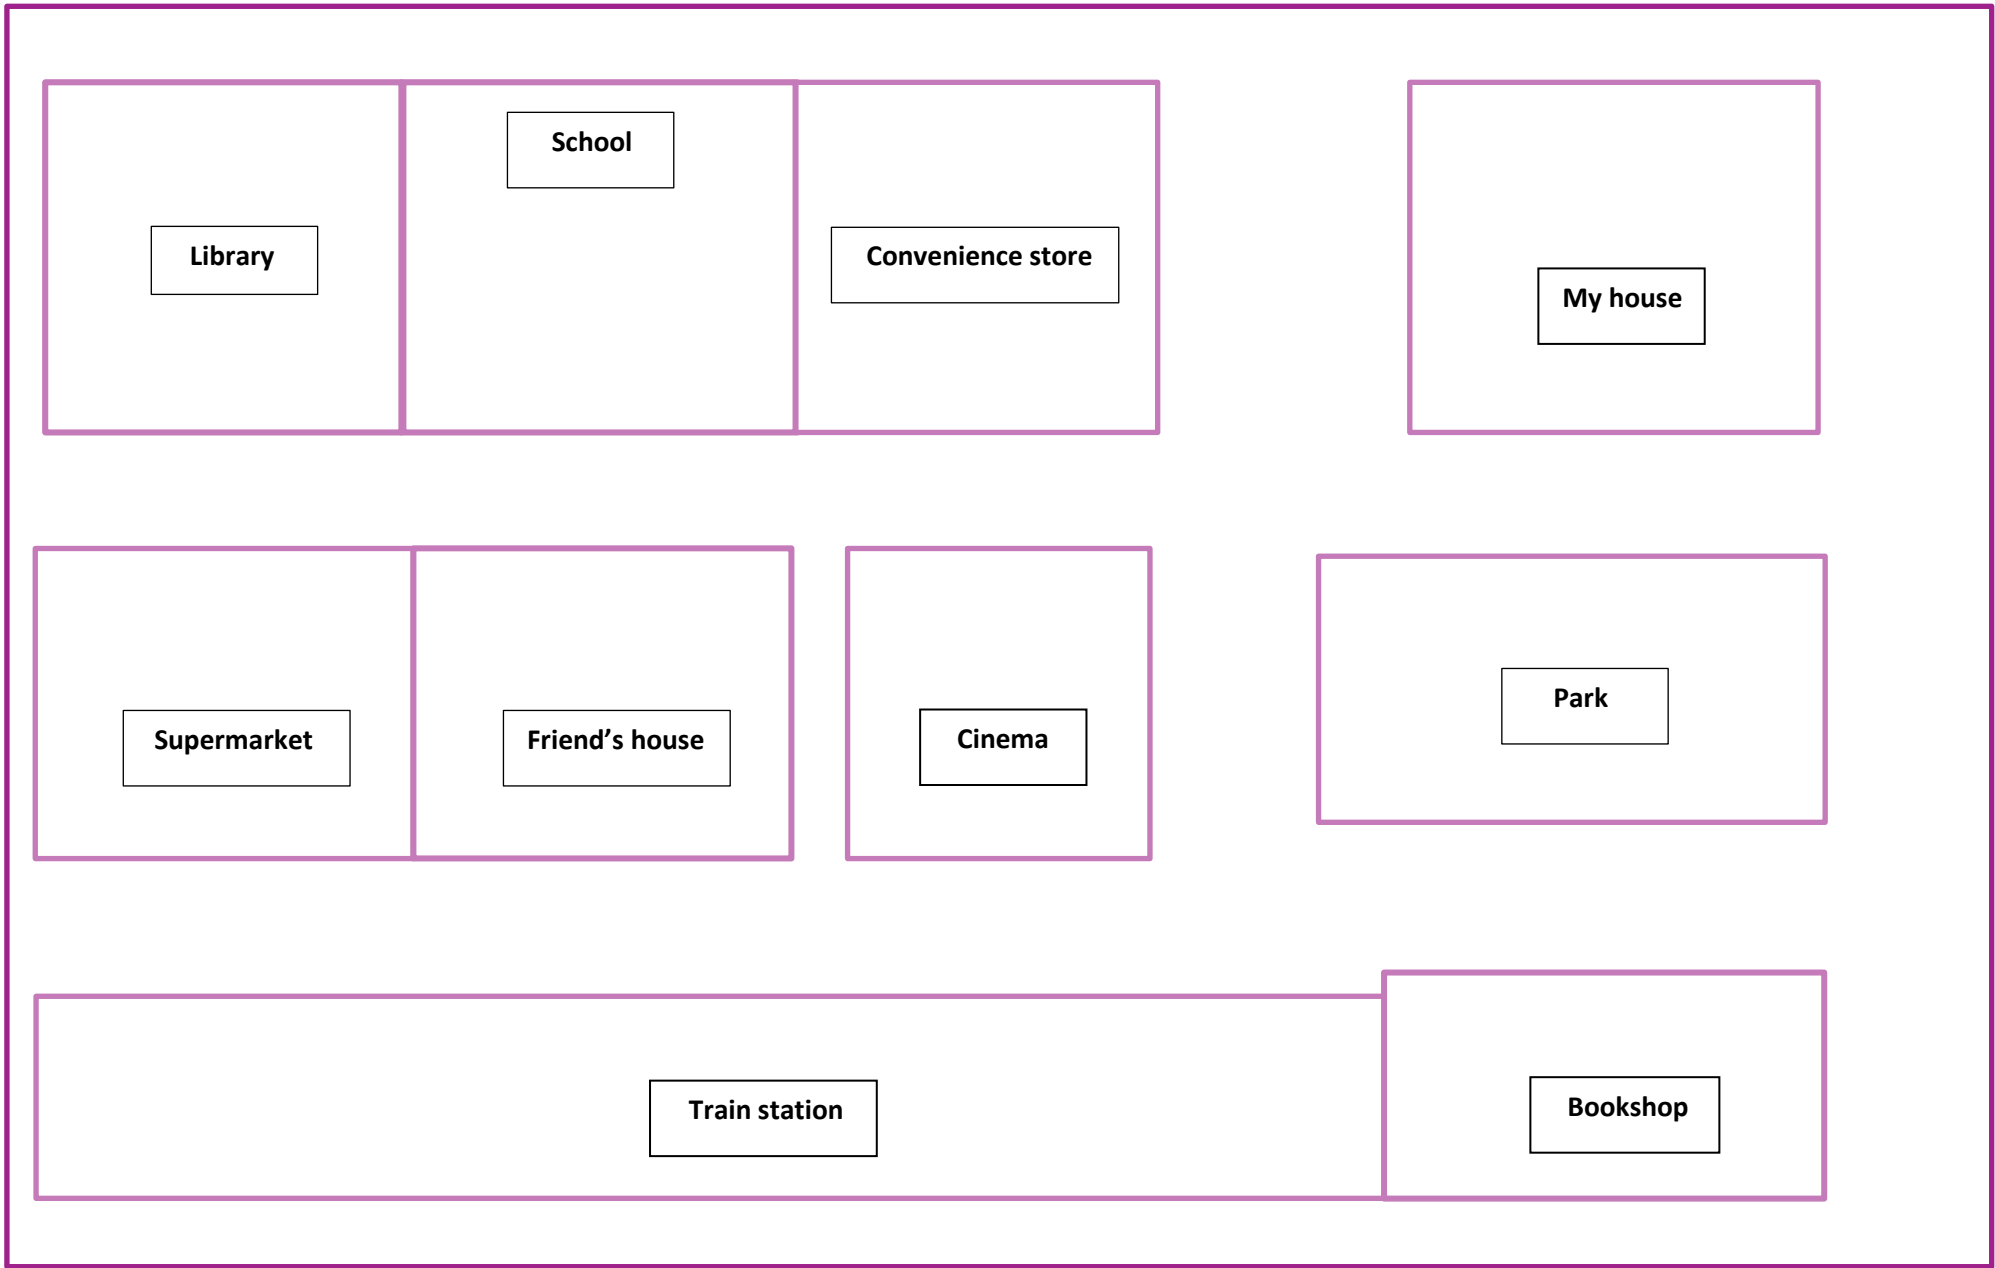 School
Library
Convenience store
My house
Supermarket
Friend’s house
Cinema
Park
Train station
Bookshop